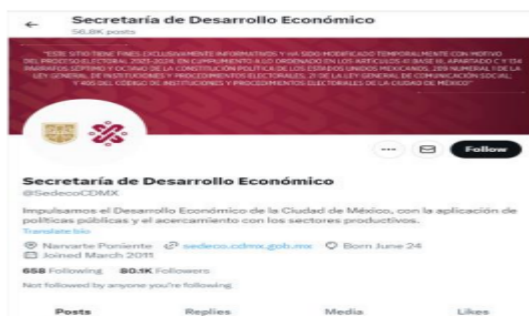 Secretaría de Desarrollo Económico
56.8K posts
"ESTE SITIO TIENE FINES EXCLUSIVAMENTE INFORMATIVOS Y HA SIDO MODIFICADO TEMPORALMENTE CON MOTIVO
DEL PROCESO ELECTORAL 2023-2024, EN CUMPLIMIENTO A LO ORDENADO EN LOS ARTÍCULOS 41 BASE III, APARTADO C Y 134
PÁRRAFOS SÉPTIMO Y OCTAVO DE LA CONSTITUCIÓN POLÍTICA DE LOS ESTADOS UNIDOS MEXICANOS, 209 NUMERAL 1 DE LA
LEY GENERAL DE INSTITUCIONES Y PROCEDIMIENTOS ELECTORALES; 21 DE LA LEY GENERAL DE COMUNICACIÓN SOCIAL;
Y 405 DEL CÓDIGO DE INSTITUCIONES Y PROCEDIMIENTOS ELECTORALES DE LA CIUDAD DE MÉXICO"
Follow
Secretaría de Desarrollo Económico
@SedecoCDMX
Impulsamos el Desarrollo Económico de la Ciudad de México, con la aplicación de
políticas públicas y el acercamiento con los sectores productivos.
Translate bio
Narvarte Poniente sedeco.cdmx.gob.mx Born June 24
Joined March 2011
658 Following 80.1K Followers
Not followed by anyone you're following
Posts Replies Media Likes